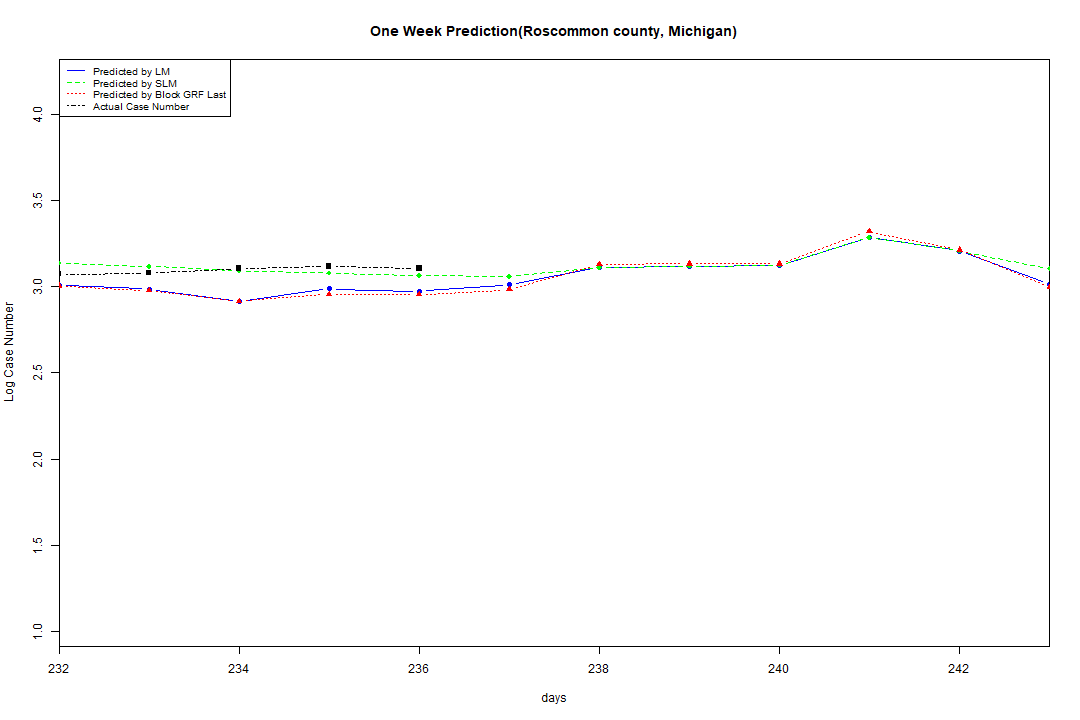 One Week Prediction(Roscommon county, Michigan)
Predicted by LM
Predicted by SLM
Predicted by Block GRF Last
Actual Case Number
4.0
3.5
3.0
2.5
2.0
1.5
1.0
Log Case Number
232
234
236
238
240
242
days